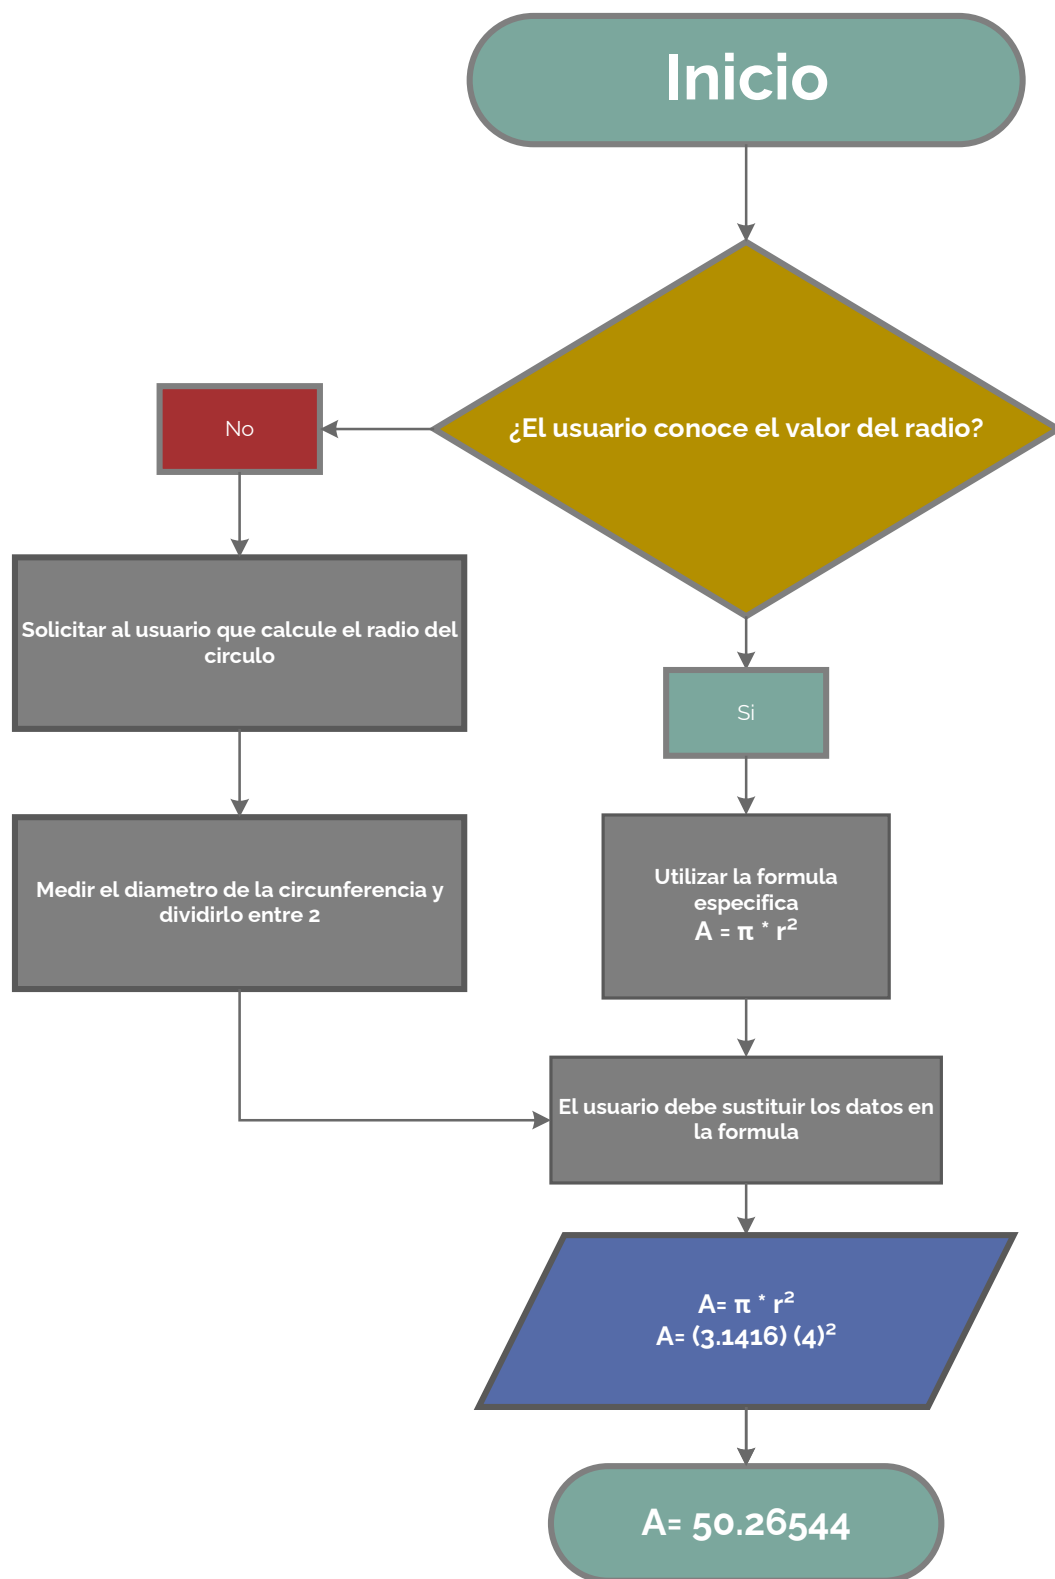 Inicio
¿El usuario conoce el valor del radio?
No
Solicitar al usuario que calcule el radio del
circulo
Medir el diametro de la circunferencia y
dividirlo entre 2
Si
Utilizar la formula
especifica
A = π * r²
El usuario debe sustituir los datos en
la formula
A= π * r²
A= (3.1416) (4)²
A= 50.26544